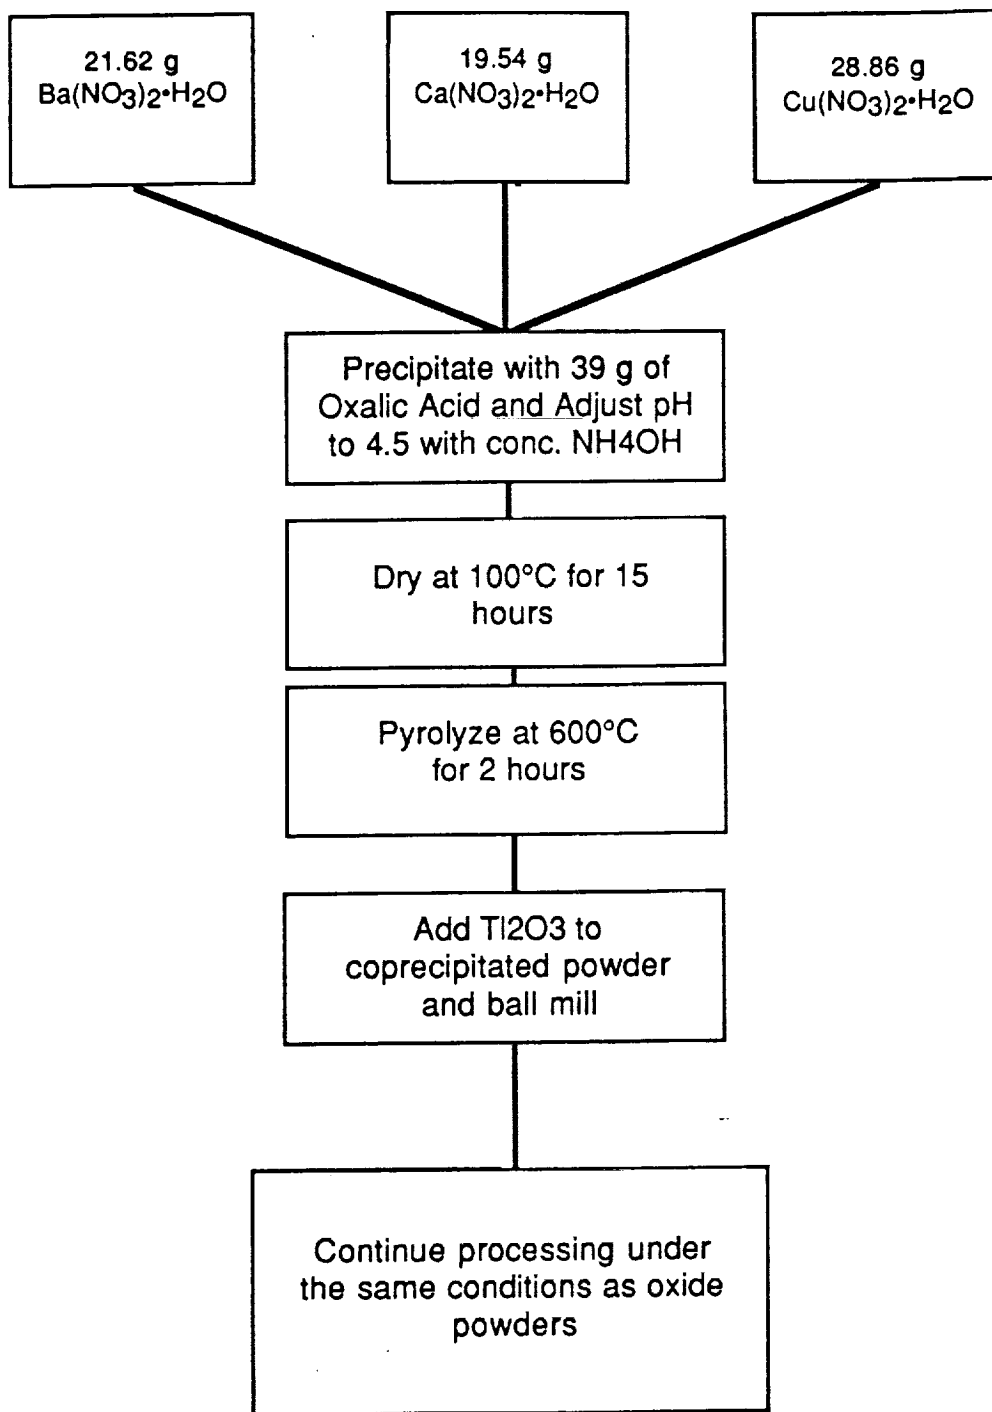 21.62 g
Ba(NO3)2•H2O
19.54 g
Ca(NO3)2•H2O
28.86 g
Cu(NO3)2•H2O
Precipitate with 39 g of
Oxalic Acid and Adjust pH
to 4.5 with conc. NH4OH
Dry at 100°C for 15
hours
Pyrolyze at 600°C
for 2 hours
Add Tl2O3 to
coprecipitated powder
and ball mill
Continue processing under
the same conditions as oxide
powders